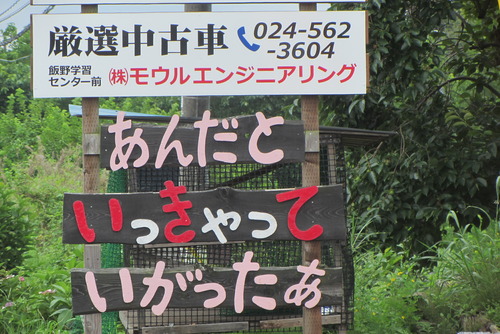 厳選中古車 024-562
-3604
飯野学習
センター前 ㈱モウルエンジニアリング
あんだと
いっきゃって
いがったぁ